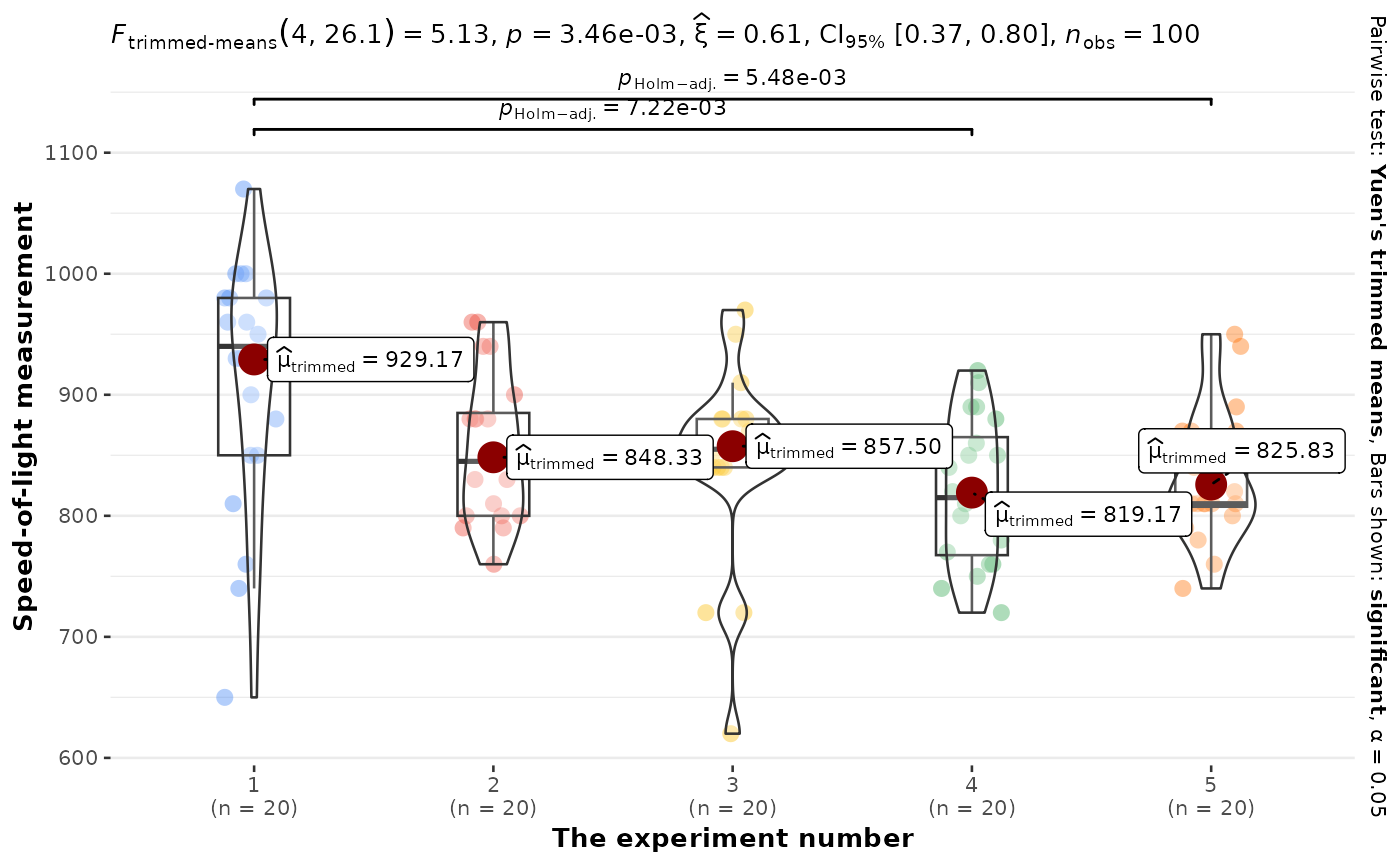 F trimmed-means(4, 26.1) = 5.13, p = 3.46e-03, ξ̂ = 0.61, CI95% [0.37, 0.80], n obs = 100
p Holm−adj. = 5.48e-03
p Holm−adj. = 7.22e-03
1100
1000
900
800
700
600
Speed-of-light measurement
μ̂ trimmed = 929.17
μ̂ trimmed = 848.33
μ̂ trimmed = 857.50
μ̂ trimmed = 819.17
μ̂ trimmed = 825.83
1
(n = 20)
2
(n = 20)
3
(n = 20)
4
(n = 20)
5
(n = 20)
The experiment number
Pairwise test: Yuen's trimmed means, Bars shown: significant, α = 0.05